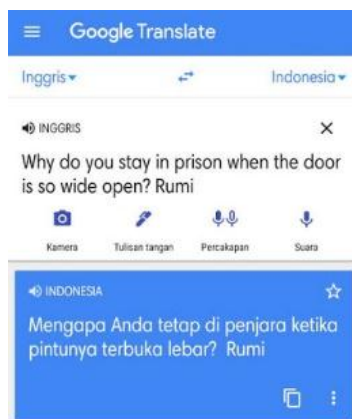 Google Translate
Inggris Indonesia
INGGRIS
Why do you stay in prison when the door
is so wide open? Rumi
Kamera Tulisan tangan Percakapan Suara
INDONESIA
Mengapa Anda tetap di penjara ketika
pintunya terbuka lebar? Rumi